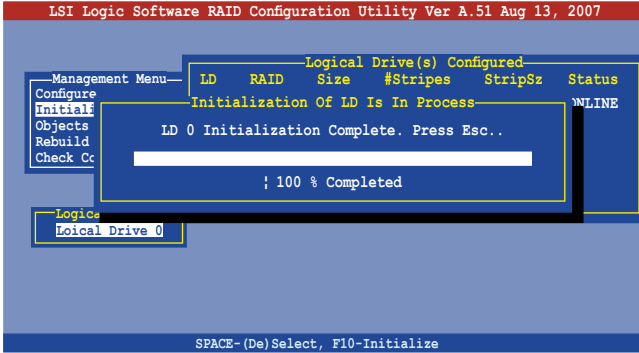 LSI Logic Software RAID Configuration Utility Ver A.51 Aug 13, 2007
Logical Drive(s) Configured
LD RAID Size #Stripes StripSz Status
ONLINE
Management Menu
Configure
Initiali
Objects
Rebuild
Check Co
Initialization Of LD Is In Process
LD 0 Initialization Complete. Press Esc..
¦ 100 % Completed
Logica
Loical Drive 0
SPACE-(De)Select, F10-Initialize